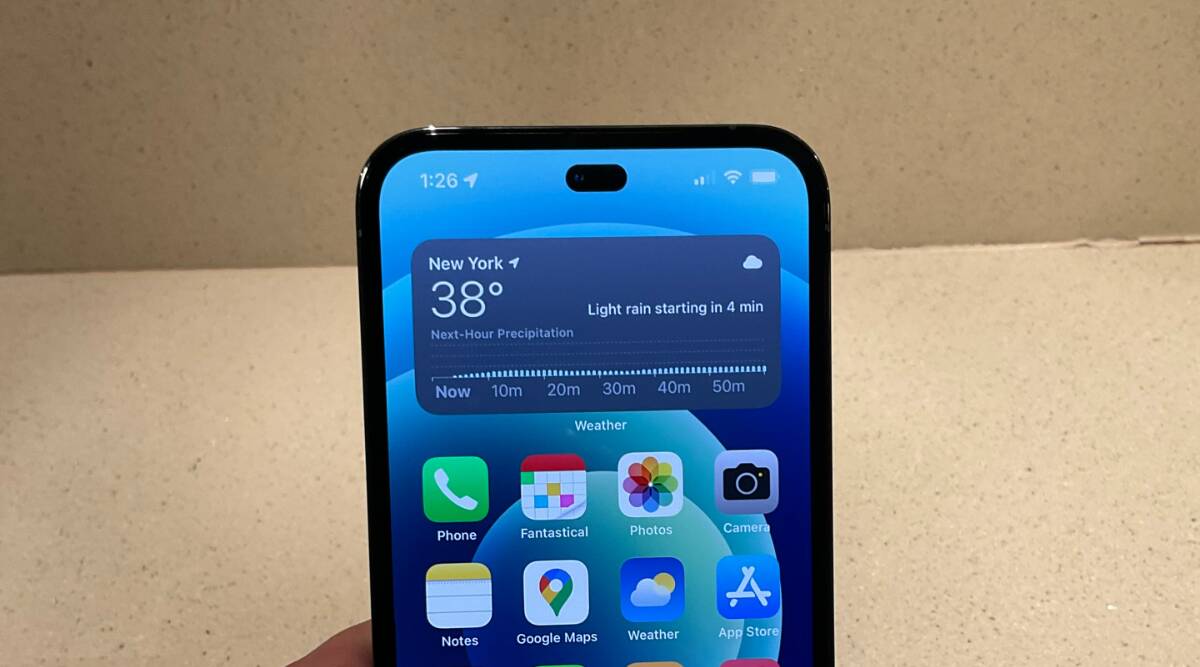 1:26
New York
38°
Light rain starting in 4 min
Next-Hour Precipitation
Now 10m 20m 30m 40m 50m
Weather
Phone Fantastical Photos Camera
Notes Google Maps Weather App Store